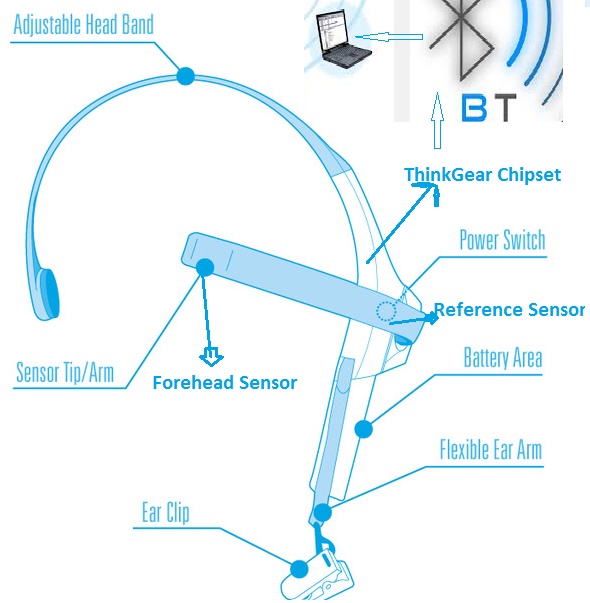 Adjustable Head Band
BT
ThinkGear Chipset
Power Switch
Reference Sensor
Sensor Tip/Arm
Forehead Sensor
Battery Area
Flexible Ear Arm
Ear Clip